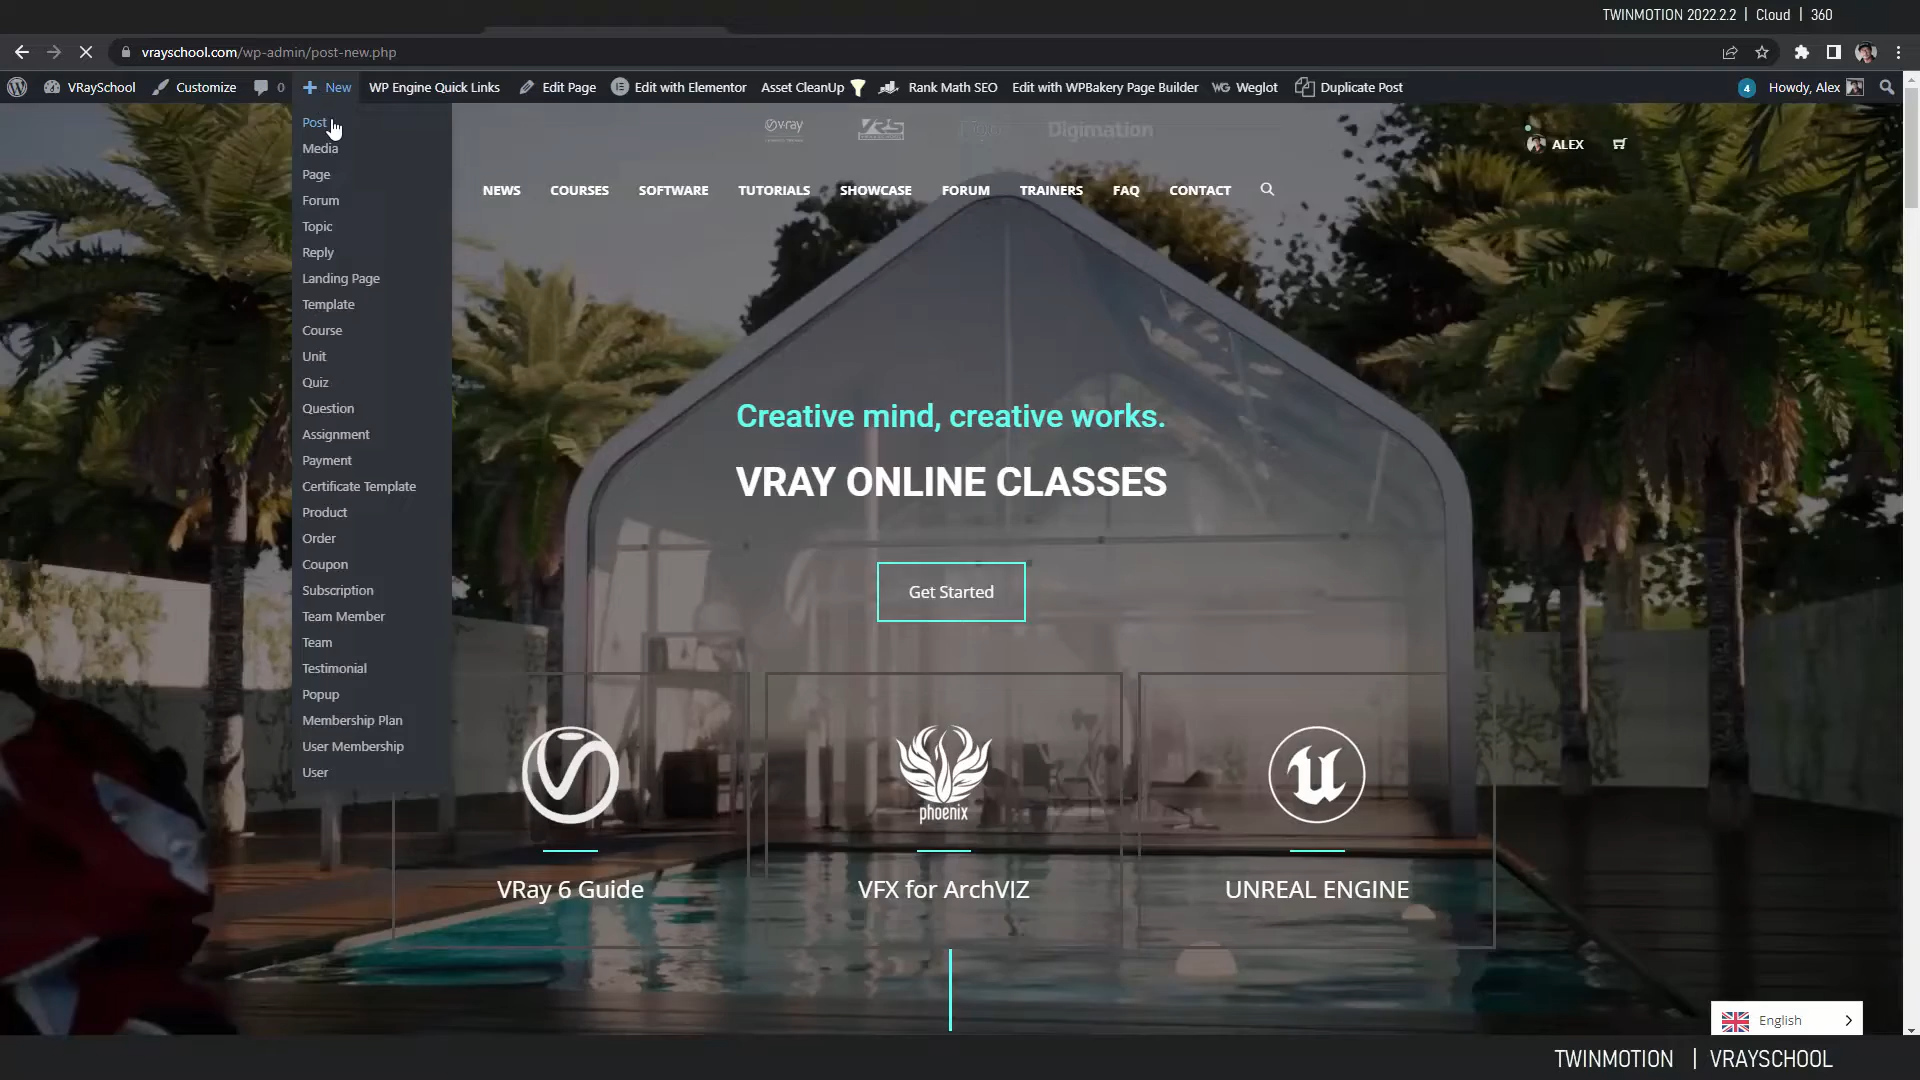 TWINMOTION 2022.2.2 | Cloud | 360
vrayschool.com/wp-admin/post-new.php
VRaySchool Customize 0 New WP Engine Quick Links Edit Page Edit with Elementor Asset CleanUp Rank Math SEO Edit with WPBakery Page Builder WG Weglot Duplicate Post 4 Howdy, Alex
Post
Media
Page
Forum
Topic
Reply
Landing Page
Template
Course
Unit
Quiz
Question
Assignment
Payment
Certificate Template
Product
Order
Coupon
Subscription
Team Member
Team
Testimonial
Popup
Membership Plan
User Membership
User
vray Digimation
ALEX
NEWS COURSES SOFTWARE TUTORIALS SHOWCASE FORUM TRAINERS FAQ CONTACT
Creative mind, creative works.
VRAY ONLINE CLASSES
Get Started
phoenix
VRay 6 Guide VFX for ArchVIZ UNREAL ENGINE
English
TWINMOTION | VRAYSCHOOL